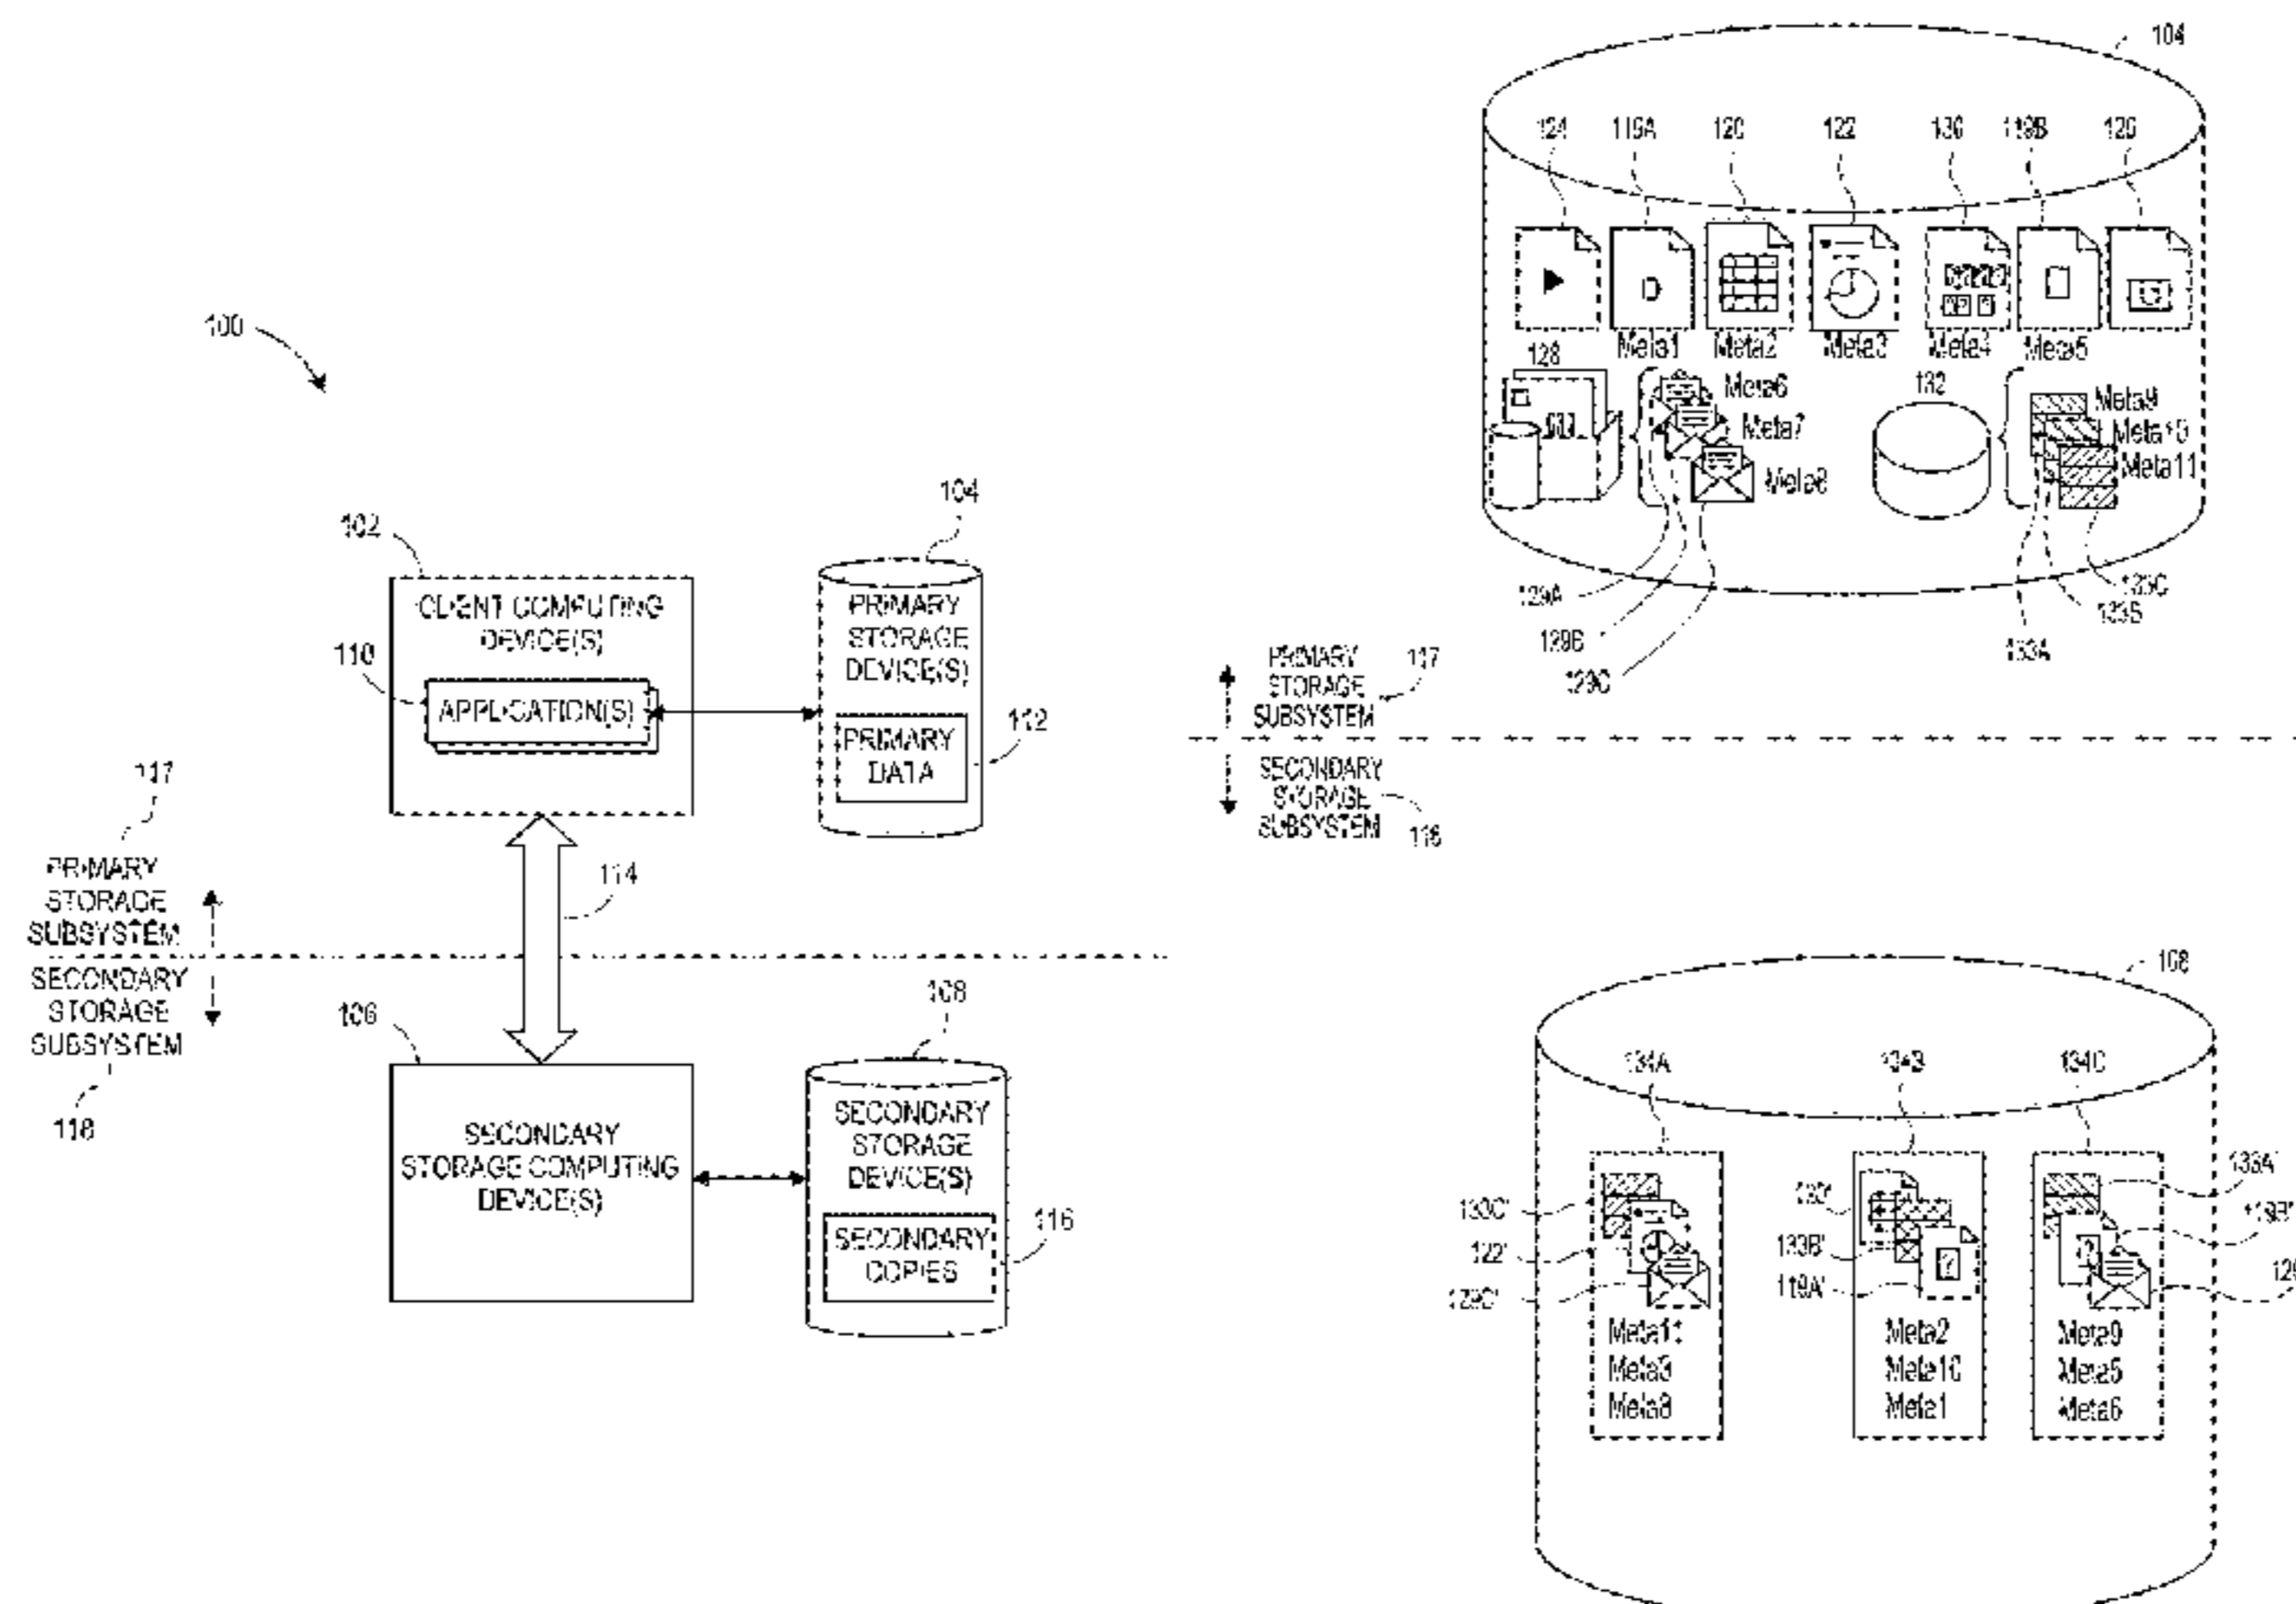 100
102
CLIENT COMPUTING
DEVICE(S)
110
APPLICATION(S)
104
PRIMARY
STORAGE
DEVICE(S)
PRIMARY
DATA
112
117
PRIMARY
STORAGE
SUBSYSTEM
114
SECONDARY
STORAGE
SUBSYSTEM
118
106
SECONDARY
STORAGE COMPUTING
DEVICE(S)
108
SECONDARY
STORAGE
DEVICE(S)
SECONDARY
COPIES
116
104
124 119A 120 122 119B
Meta1 Meta2 Meta3 Meta4 Meta5
128
Meta6
Meta7
Meta8
132
Meta9
Meta10
Meta11
129A
129B
129C
133A
133B
133C
PRIMARY
STORAGE
SUBSYSTEM
117
SECONDARY
STORAGE
SUBSYSTEM
118
108
134A 134B 134C
133C'
122'
129C'
Meta11
Meta3
Meta8
133B'
119A'
Meta2
Meta10
Meta1
133A'
119B'
Meta9
Meta5
Meta6